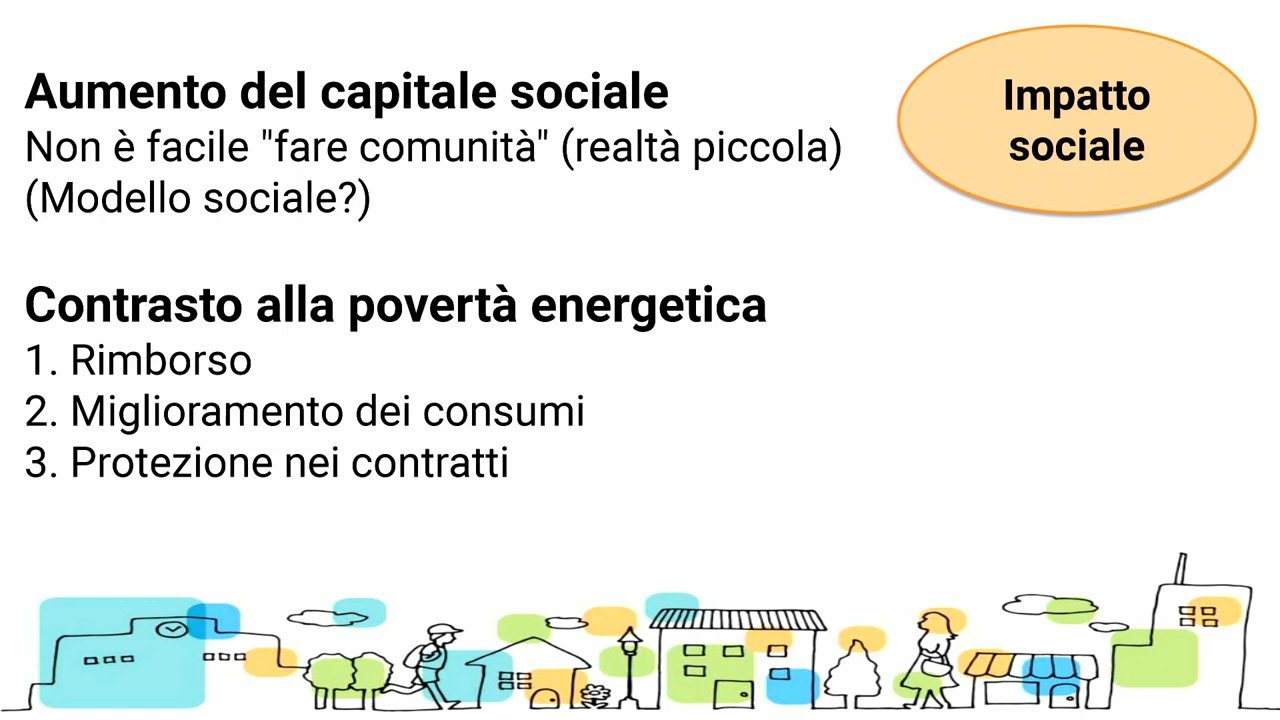 Aumento del capitale sociale
Non è facile "fare comunità" (realtà piccola)
(Modello sociale?)
Impatto
sociale
Contrasto alla povertà energetica
1. Rimborso
2. Miglioramento dei consumi
3. Protezione nei contratti